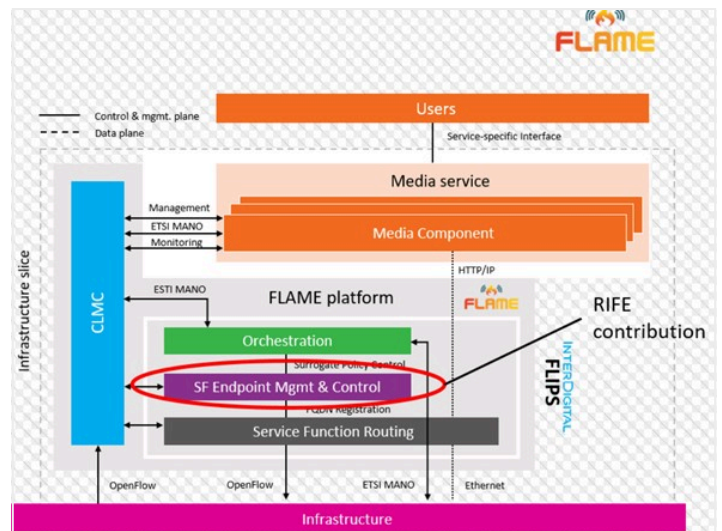 FLAME
Users
Control & mgmt. plane
Data plane
Service-specific Interface
Media service
Management
ETSI MANO
Monitoring
Media Component
HTTP/IP
Infrastructure slice
CLMC
ESTI MANO
FLAME platform
FLAME
RIFE
contribution
Orchestration
Surrogate Policy Control
SF Endpoint Mgmt & Control
FQDN Registration
Service Function Routing
INTERDIGITAL
FLIPS
OpenFlow
OpenFlow
ETSI MANO
Ethernet
Infrastructure